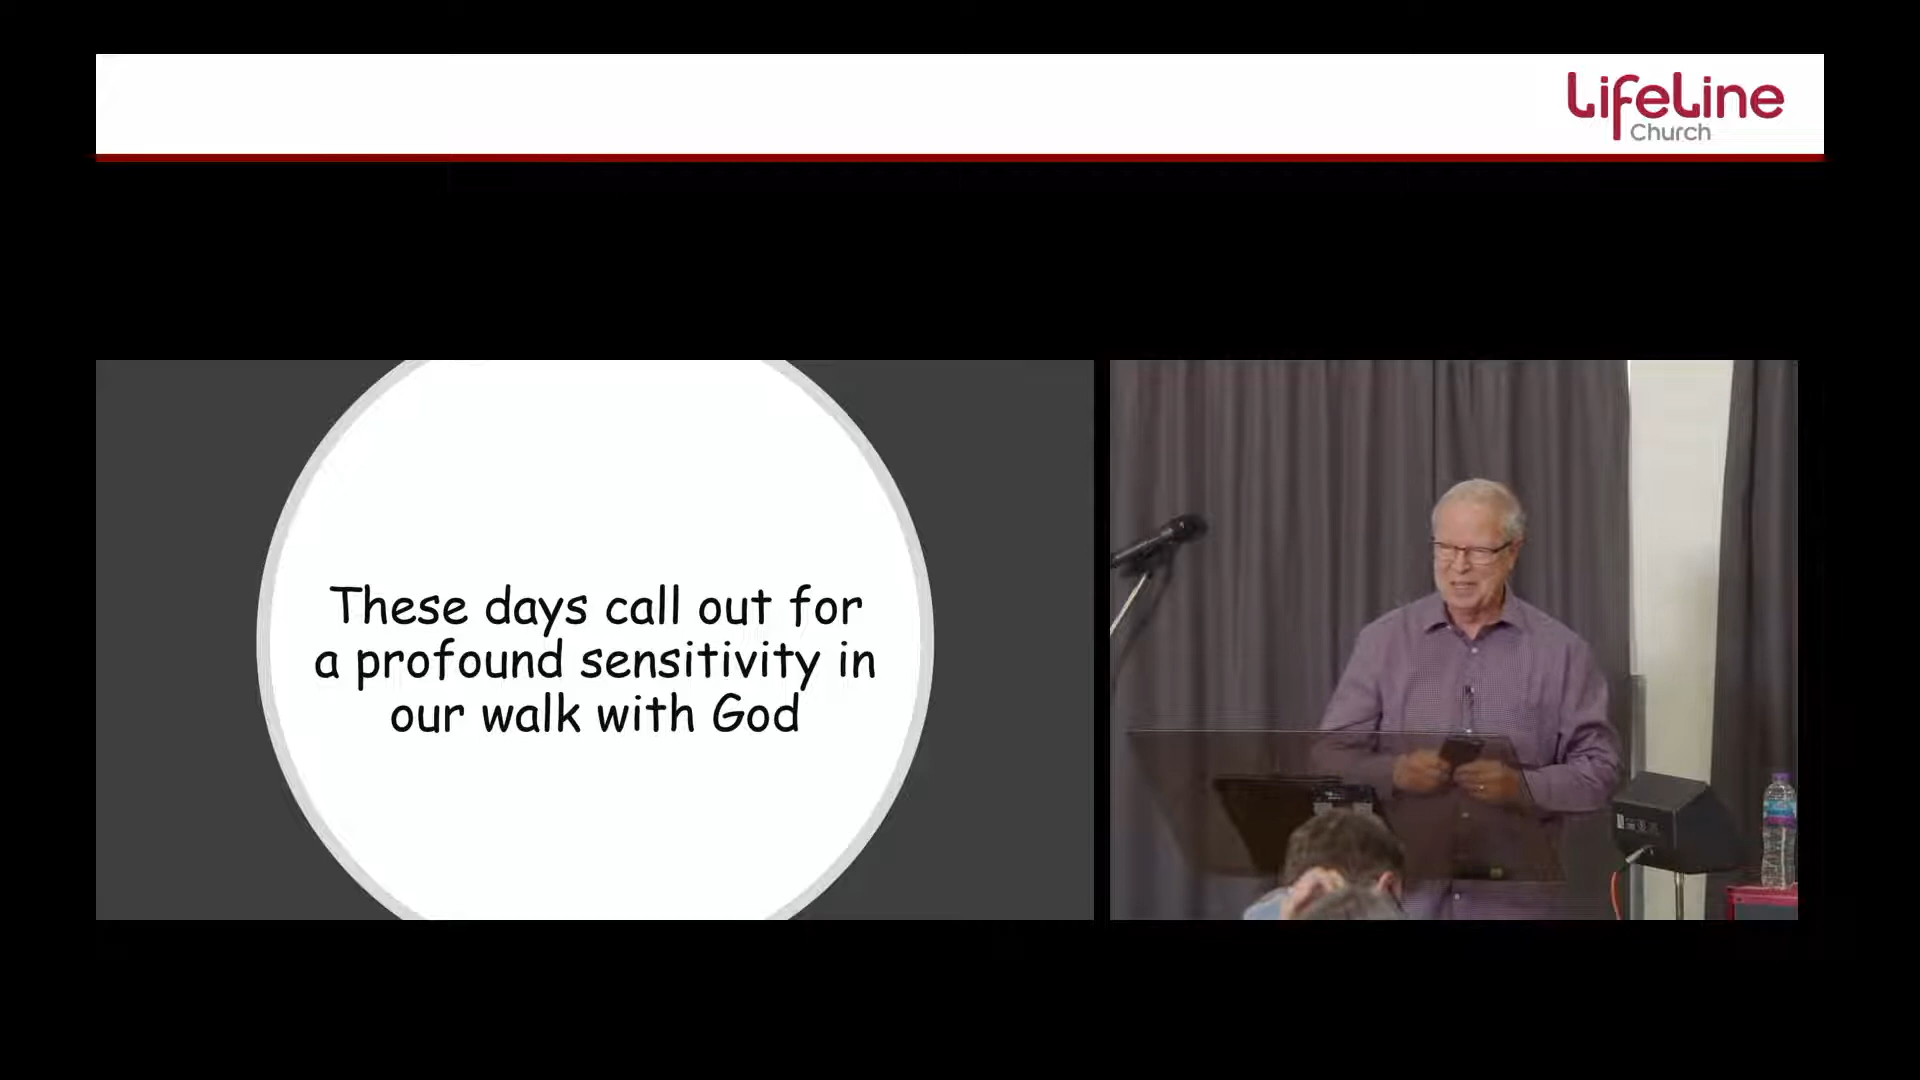 LifeLine
Church
These days call out for
a profound sensitivity in
our walk with God